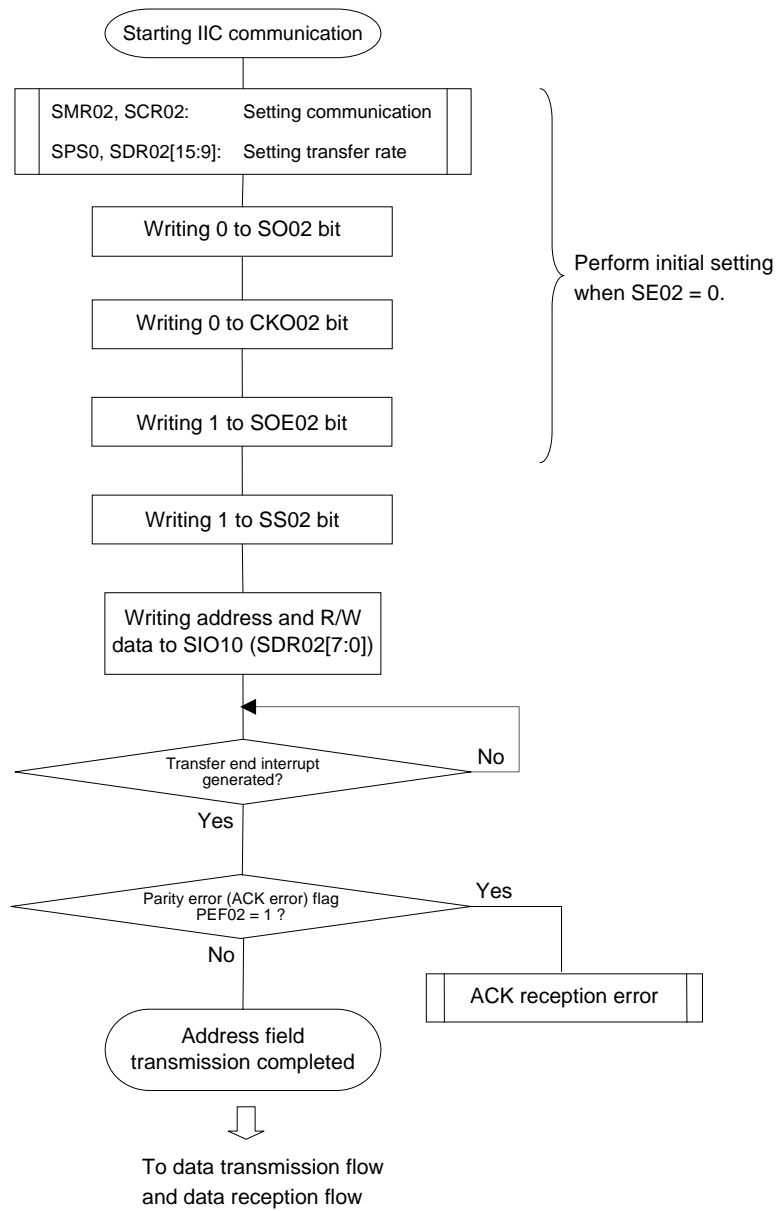 Starting IIC communication
SMR02, SCR02: Setting communication
SPS0, SDR02[15:9]: Setting transfer rate
Writing 0 to SO02 bit
Perform initial setting
when SE02 = 0.
Writing 0 to CKO02 bit
Writing 1 to SOE02 bit
Writing 1 to SS02 bit
Writing address and R/W
data to SIO10 (SDR02[7:0])
Transfer end interrupt
generated?
No
Yes
Parity error (ACK error) flag
PEF02 = 1 ?
Yes
No
ACK reception error
Address field
transmission completed
To data transmission flow
and data reception flow